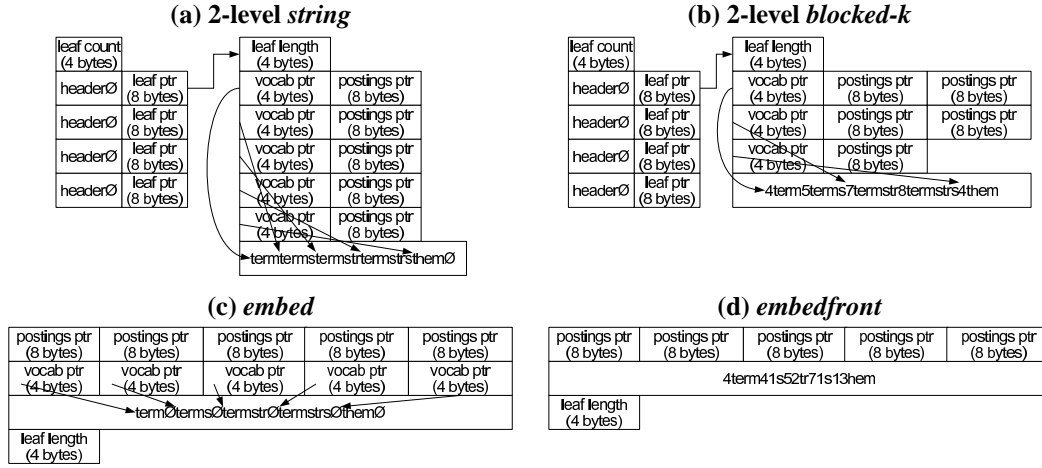 (a) 2-level string
leaf count
(4 bytes)
headerØ
leaf ptr
(8 bytes)
headerØ
leaf ptr
(8 bytes)
headerØ
leaf ptr
(8 bytes)
headerØ
leaf ptr
(8 bytes)
leaf length
(4 bytes)
vocab ptr
(4 bytes)
postings ptr
(8 bytes)
vocab ptr
(4 bytes)
postings ptr
(8 bytes)
vocab ptr
(4 bytes)
postings ptr
(8 bytes)
vocab ptr
(4 bytes)
postings ptr
(8 bytes)
vocab ptr
(4 bytes)
postings ptr
(8 bytes)
termtermstermstrtermstrsthemØ
(b) 2-level blocked-k
leaf count
(4 bytes)
headerØ
leaf ptr
(8 bytes)
headerØ
leaf ptr
(8 bytes)
headerØ
leaf ptr
(8 bytes)
headerØ
leaf ptr
(8 bytes)
leaf length
(4 bytes)
vocab ptr
(4 bytes)
postings ptr
(8 bytes)
postings ptr
(8 bytes)
vocab ptr
(4 bytes)
postings ptr
(8 bytes)
postings ptr
(8 bytes)
vocab ptr
(4 bytes)
postings ptr
(8 bytes)
4term5terms7termstr8termstrs4them
(c) embed
postings ptr
(8 bytes)
postings ptr
(8 bytes)
postings ptr
(8 bytes)
postings ptr
(8 bytes)
postings ptr
(8 bytes)
vocab ptr
(4 bytes)
vocab ptr
(4 bytes)
vocab ptr
(4 bytes)
vocab ptr
(4 bytes)
vocab ptr
(4 bytes)
termØtermsØtermstrØtermstrsØthemØ
leaf length
(4 bytes)
(d) embedfront
postings ptr
(8 bytes)
postings ptr
(8 bytes)
postings ptr
(8 bytes)
postings ptr
(8 bytes)
postings ptr
(8 bytes)
4term41s52tr71s13hem
leaf length
(4 bytes)